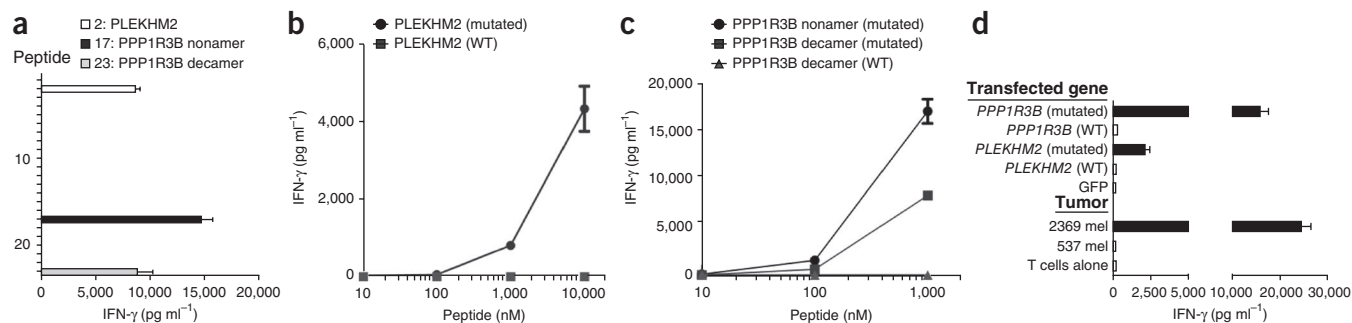 a
2: PLEKHM2
17: PPP1R3B nonamer
23: PPP1R3B decamer
Peptide
10
20
0 5,000 10,000 15,000 20,000
IFN-γ (pg ml⁻¹)
b
PLEKHM2 (mutated)
PLEKHM2 (WT)
6,000
4,000
2,000
0
IFN-γ (pg ml⁻¹)
10 100 1,000 10,000
Peptide (nM)
c
PPP1R3B nonamer (mutated)
PPP1R3B decamer (mutated)
PPP1R3B decamer (WT)
20,000
17,000
15,000
10,000
5,000
0
IFN-γ (pg ml⁻¹)
10 100 1,000
Peptide (nM)
d
Transfected gene
PPP1R3B (mutated)
PPP1R3B (WT)
PLEKHM2 (mutated)
PLEKHM2 (WT)
GFP
Tumor
2369 mel
537 mel
T cells alone
0 2,500 5,000 10,000 20,000 30,000
IFN-γ (pg ml⁻¹)